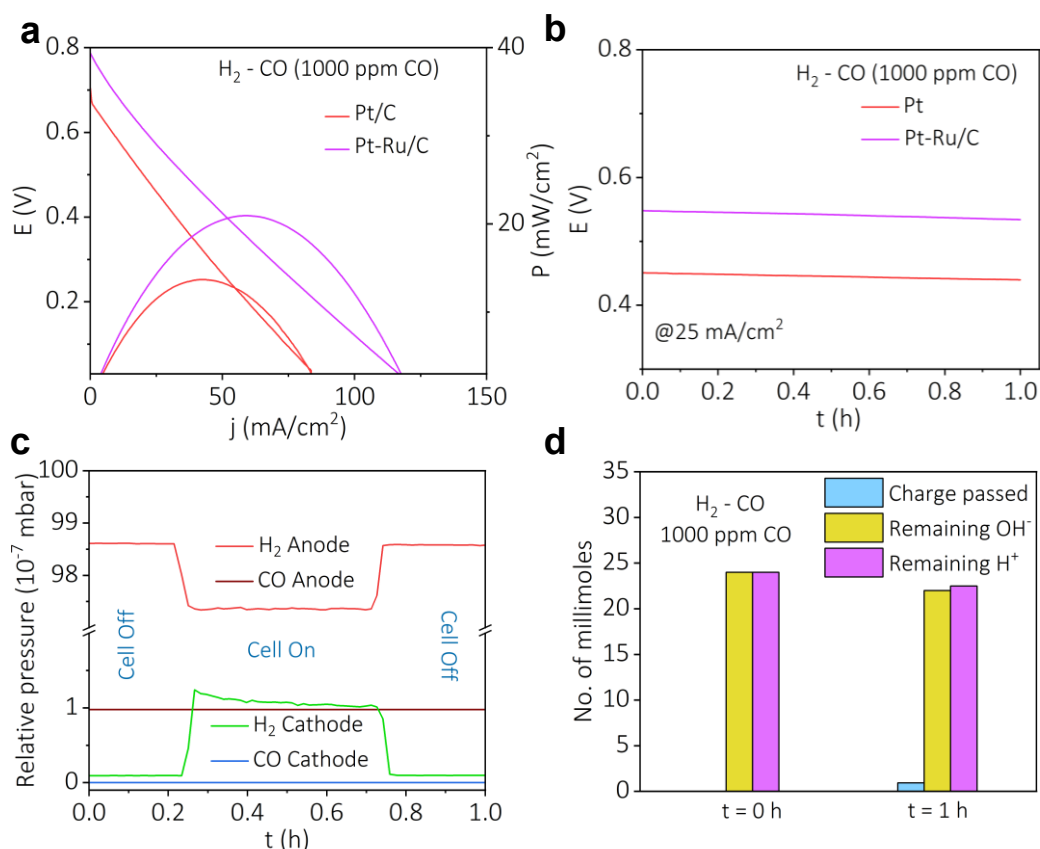 a
H₂ - CO (1000 ppm CO)
Pt/C
Pt-Ru/C
E (V)
0.8
0.6
0.4
0.2
0 50 100 150
j (mA/cm²)
40
20
P (mW/cm²)
b
H₂ - CO (1000 ppm CO)
Pt
Pt-Ru/C
E (V)
0.8
0.6
0.4
@25 mA/cm²
0.0 0.2 0.4 0.6 0.8 1.0
t (h)
c
Relative pressure (10⁻⁷ mbar)
100
99
98
1
0
H₂ Anode
CO Anode
Cell Off
Cell On
Cell Off
H₂ Cathode
CO Cathode
0.0 0.2 0.4 0.6 0.8 1.0
t (h)
d
No. of millimoles
35
30
25
20
15
10
5
0
H₂ - CO
1000 ppm CO
Charge passed
Remaining OH⁻
Remaining H⁺
t = 0 h t = 1 h